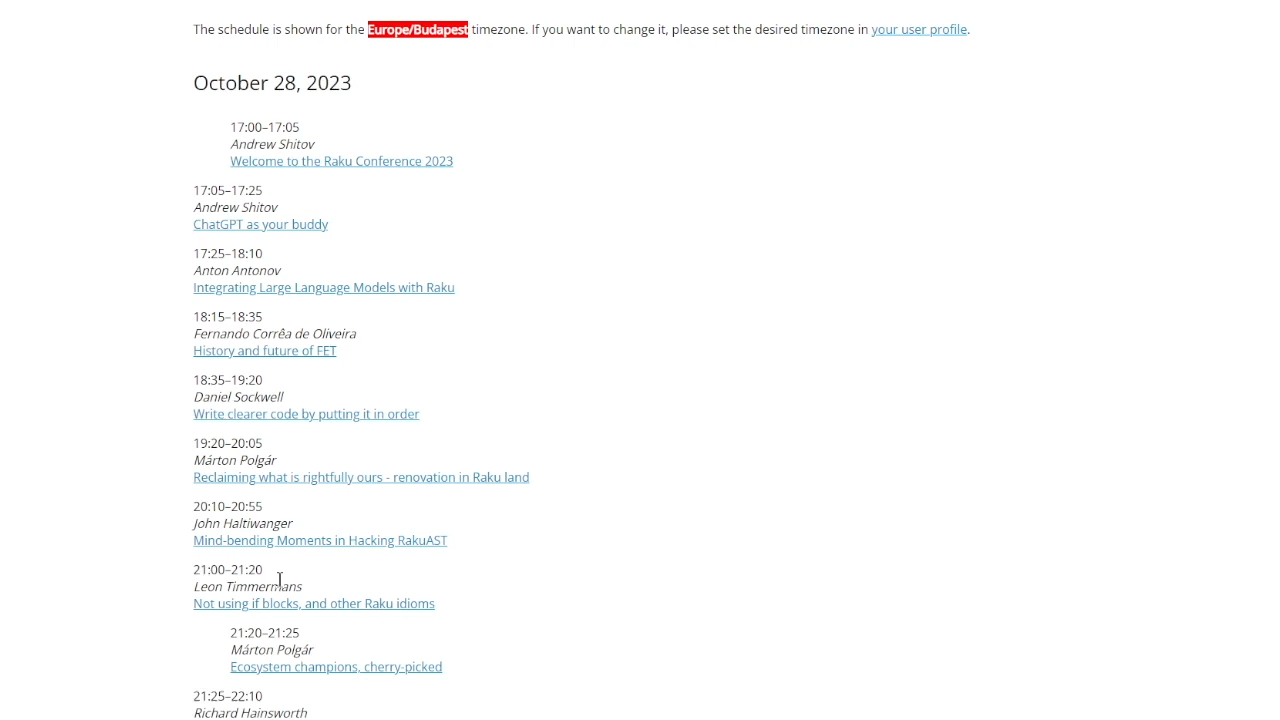 The schedule is shown for the Europe/Budapest timezone. If you want to change it, please set the desired timezone in your user profile.
October 28, 2023
17:00–17:05
Andrew Shitov
Welcome to the Raku Conference 2023
17:05–17:25
Andrew Shitov
ChatGPT as your buddy
17:25–18:10
Anton Antonov
Integrating Large Language Models with Raku
18:15–18:35
Fernando Corrêa de Oliveira
History and future of FET
18:35–19:20
Daniel Sockwell
Write clearer code by putting it in order
19:20–20:05
Márton Polgár
Reclaiming what is rightfully ours - renovation in Raku land
20:10–20:55
John Haltiwanger
Mind-bending Moments in Hacking RakuAST
21:00–21:20
Leon Timmermans
Not using if blocks, and other Raku idioms
21:20–21:25
Márton Polgár
Ecosystem champions, cherry-picked
21:25–22:10
Richard Hainsworth